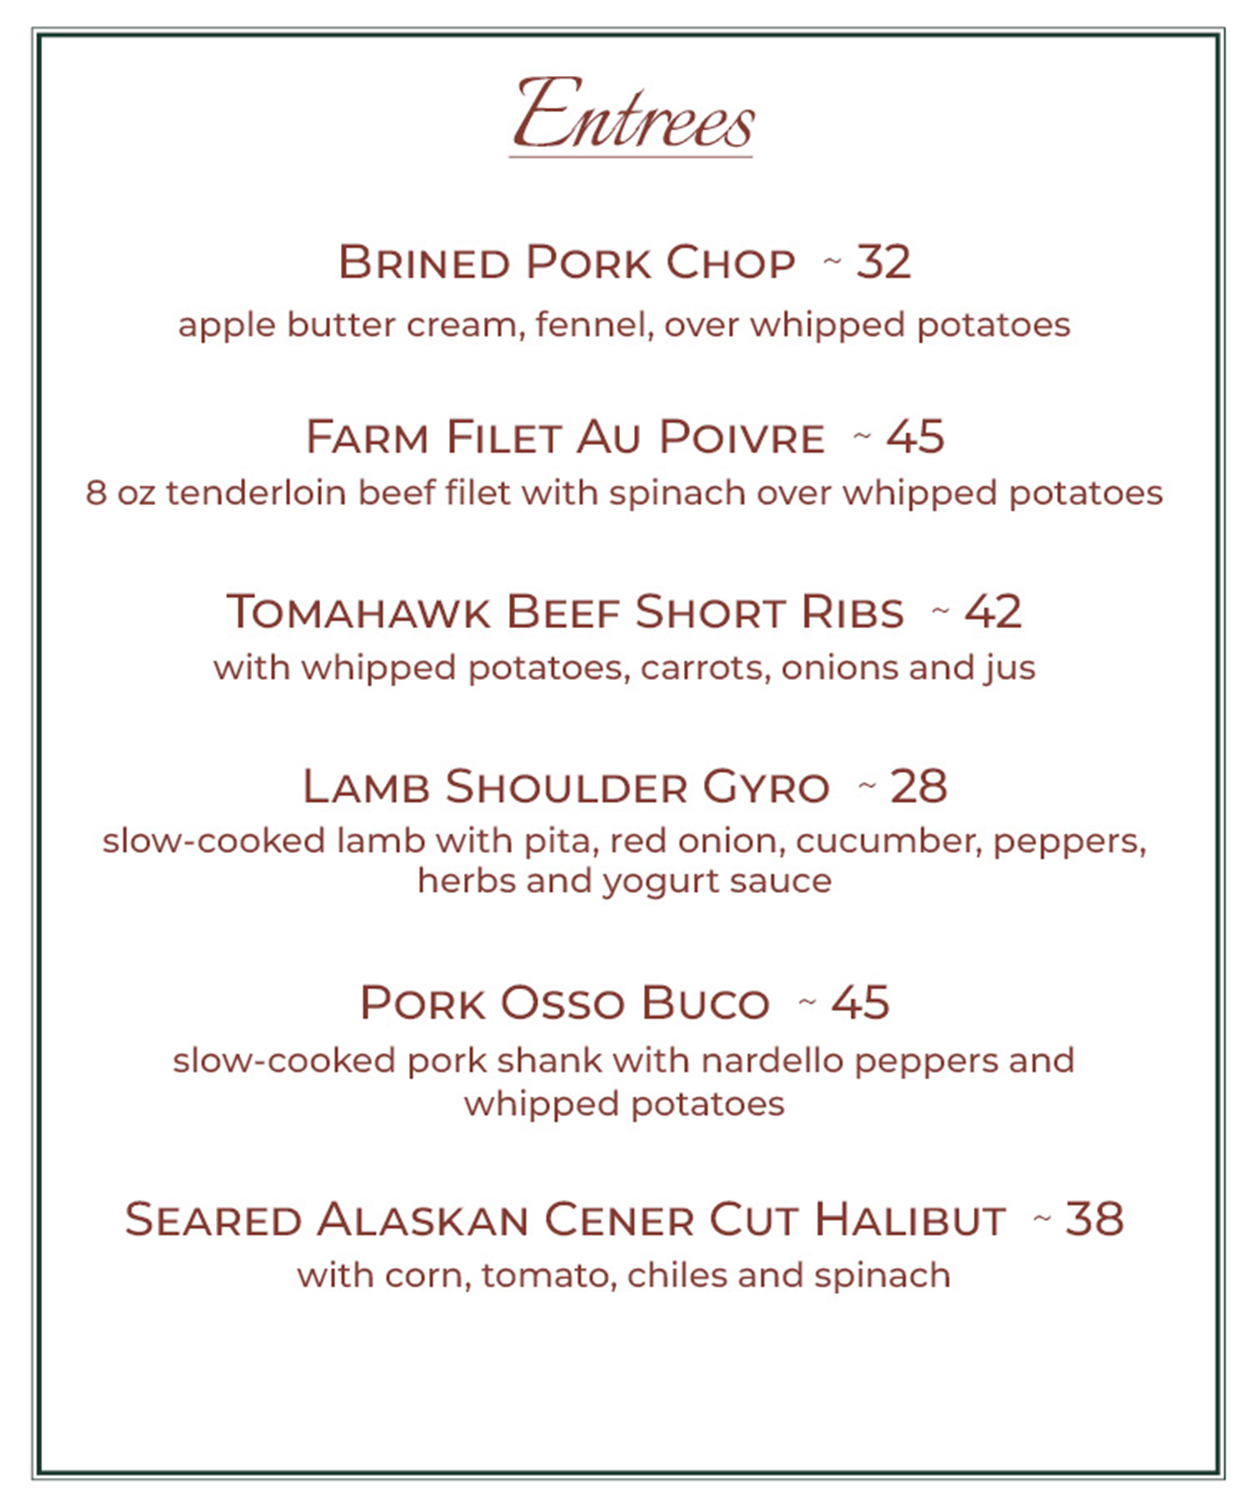 Entrees
Brined Pork Chop ~ 32
apple butter cream, fennel, over whipped potatoes
Farm Filet Au Poivre ~ 45
8 oz tenderloin beef filet with spinach over whipped potatoes
Tomahawk Beef Short Ribs ~ 42
with whipped potatoes, carrots, onions and jus
Lamb Shoulder Gyro ~ 28
slow-cooked lamb with pita, red onion, cucumber, peppers,
herbs and yogurt sauce
Pork Osso Buco ~ 45
slow-cooked pork shank with nardello peppers and
whipped potatoes
Seared Alaskan Cener Cut Halibut ~ 38
with corn, tomato, chiles and spinach